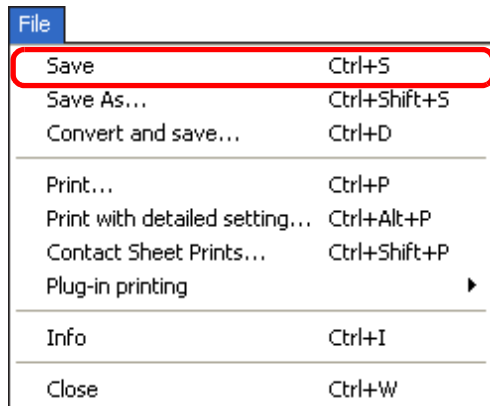 File
Save Ctrl+S
Save As... Ctrl+Shift+S
Convert and save... Ctrl+D
Print... Ctrl+P
Print with detailed setting... Ctrl+Alt+P
Contact Sheet Prints... Ctrl+Shift+P
Plug-in printing
Info Ctrl+I
Close Ctrl+W